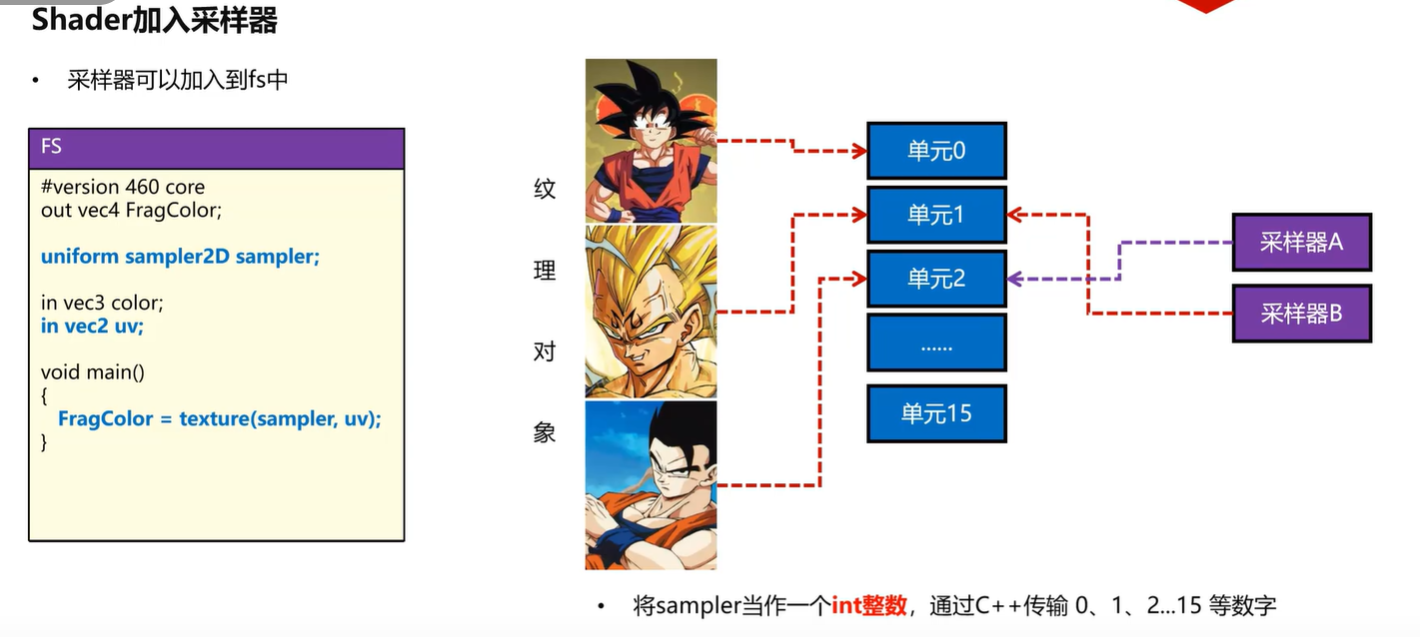 Shader加入采样器
• 采样器可以加入到fs中
FS
#version 460 core
out vec4 FragColor;
uniform sampler2D sampler;
in vec3 color;
in vec2 uv;
void main()
{
FragColor = texture(sampler, uv);
}
纹
理
对
象
单元0
单元1
单元2
......
单元15
采样器A
采样器B
• 将sampler当作一个int整数，通过C++传输 0、1、2...15 等数字